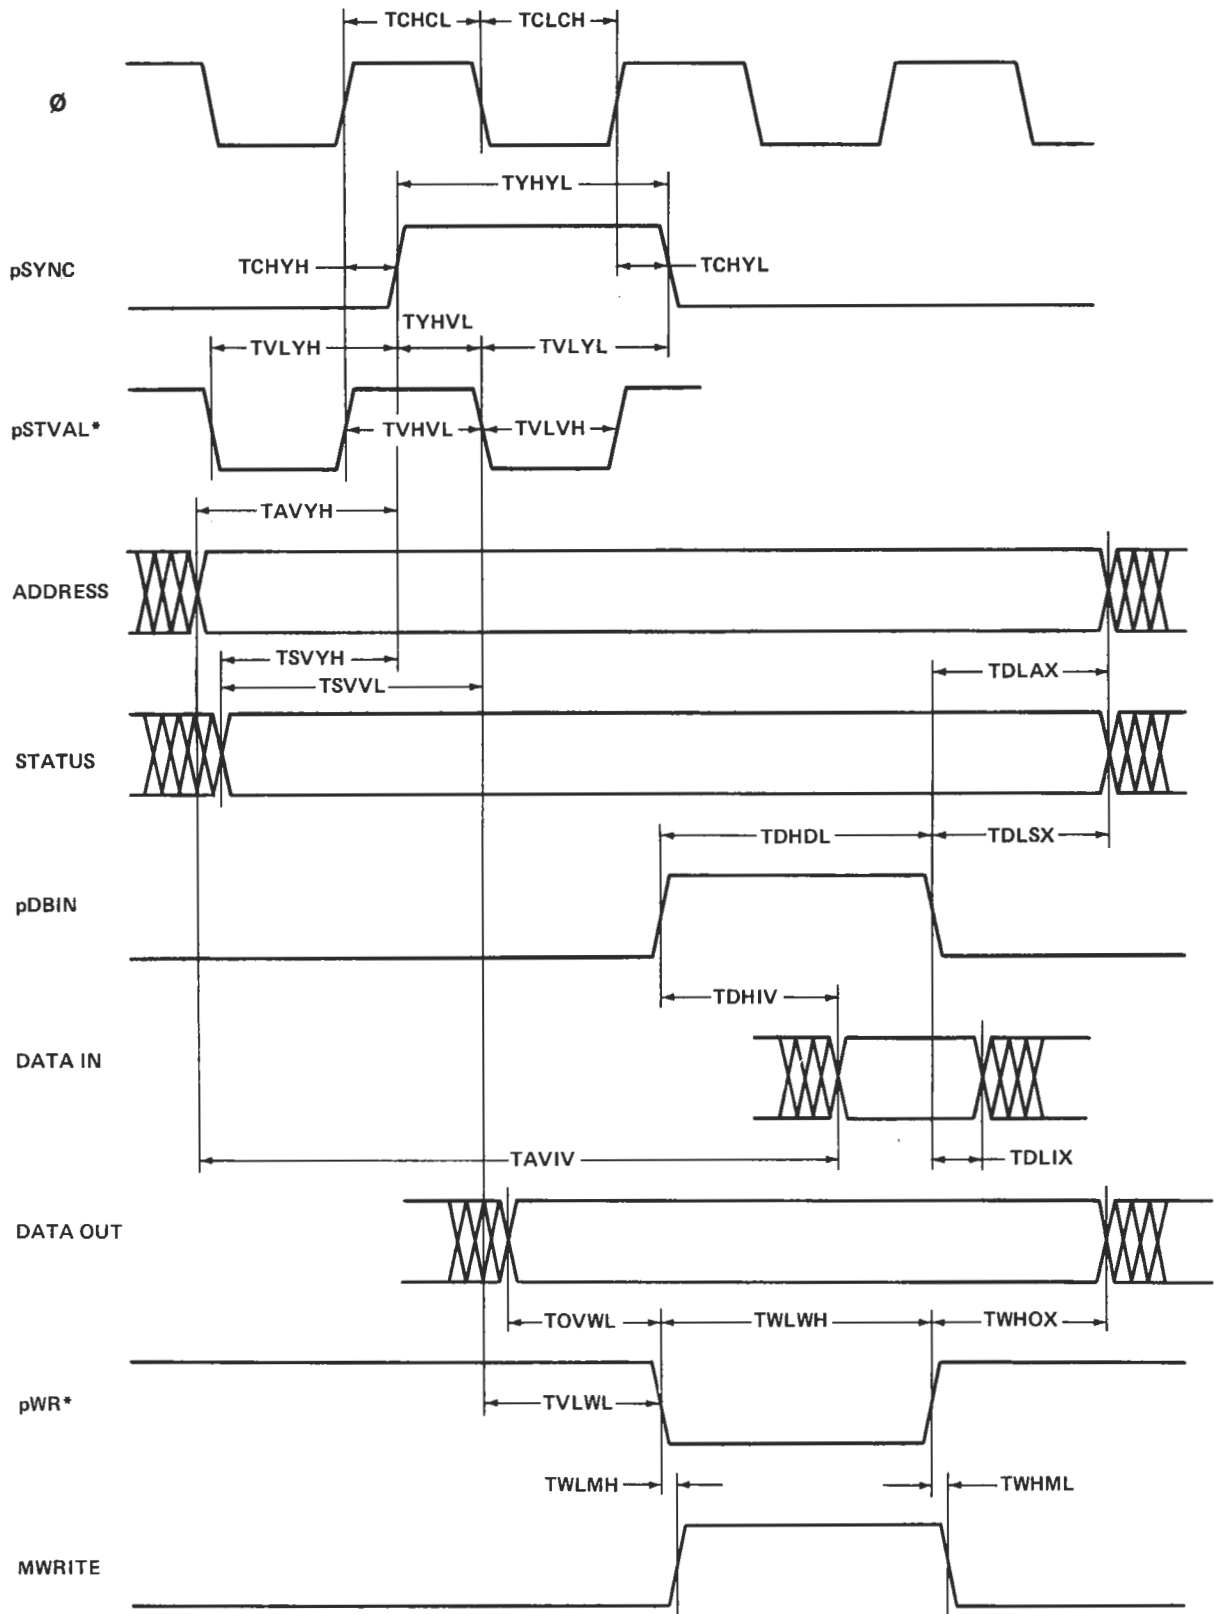 TCHCL TCLCH
Ø
TYHYL
pSYNC TCHYH TCHYL
TYHVL
TVLYH TVLYL
pSTVAL* TVHVL TVLVH
TAVYH
ADDRESS
TSVYH
TSVVL TDLAX
STATUS
TDHDL TDLSX
pDBIN
TDHIV
DATA IN
TAVIV TDLIX
DATA OUT
TOVWL TWLWH TWHOX
pWR* TVLWL
TWLMH TWHML
MWRITE